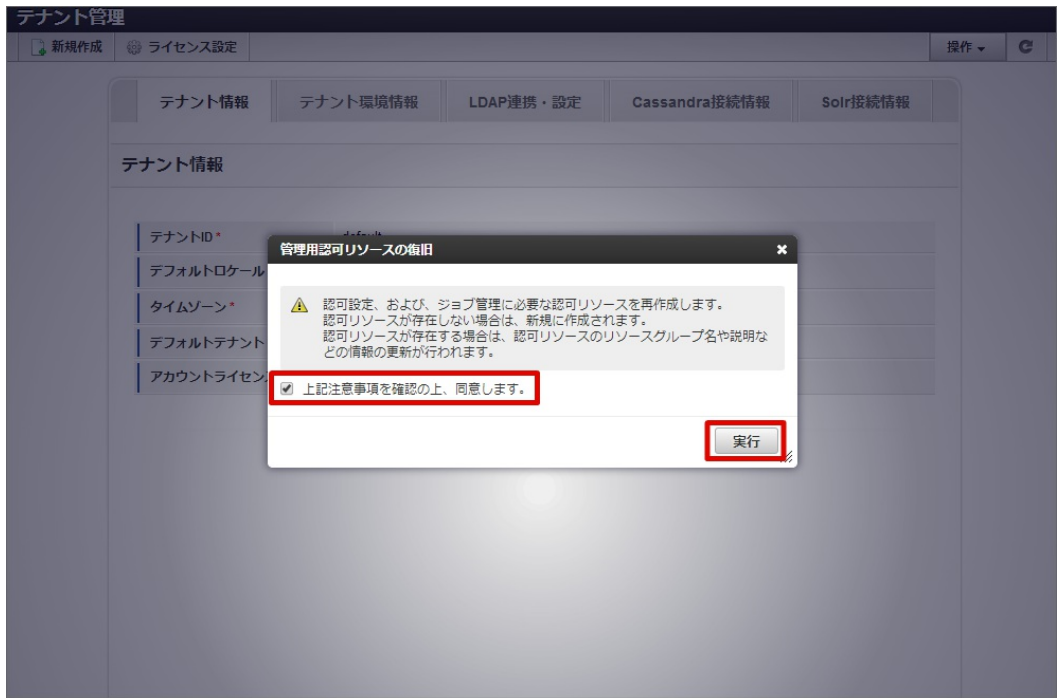 テナント管理
新規作成 ライセンス設定 操作
テナント情報 テナント環境情報 LDAP連携・設定 Cassandra接続情報 Solr接続情報
テナント情報
テナントID * default
管理用認可リソースの復旧
デフォルトロケール
認可設定、および、ジョブ管理に必要な認可リソースを再作成します。
タイムゾーン *
認可リソースが存在しない場合は、新規に作成されます。
認可リソースが存在する場合は、認可リソースのリソースグループ名や説明な
デフォルトテナント
どの情報の更新が行われます。
アカウントライセン
上記注意事項を確認の上、同意します。
実行